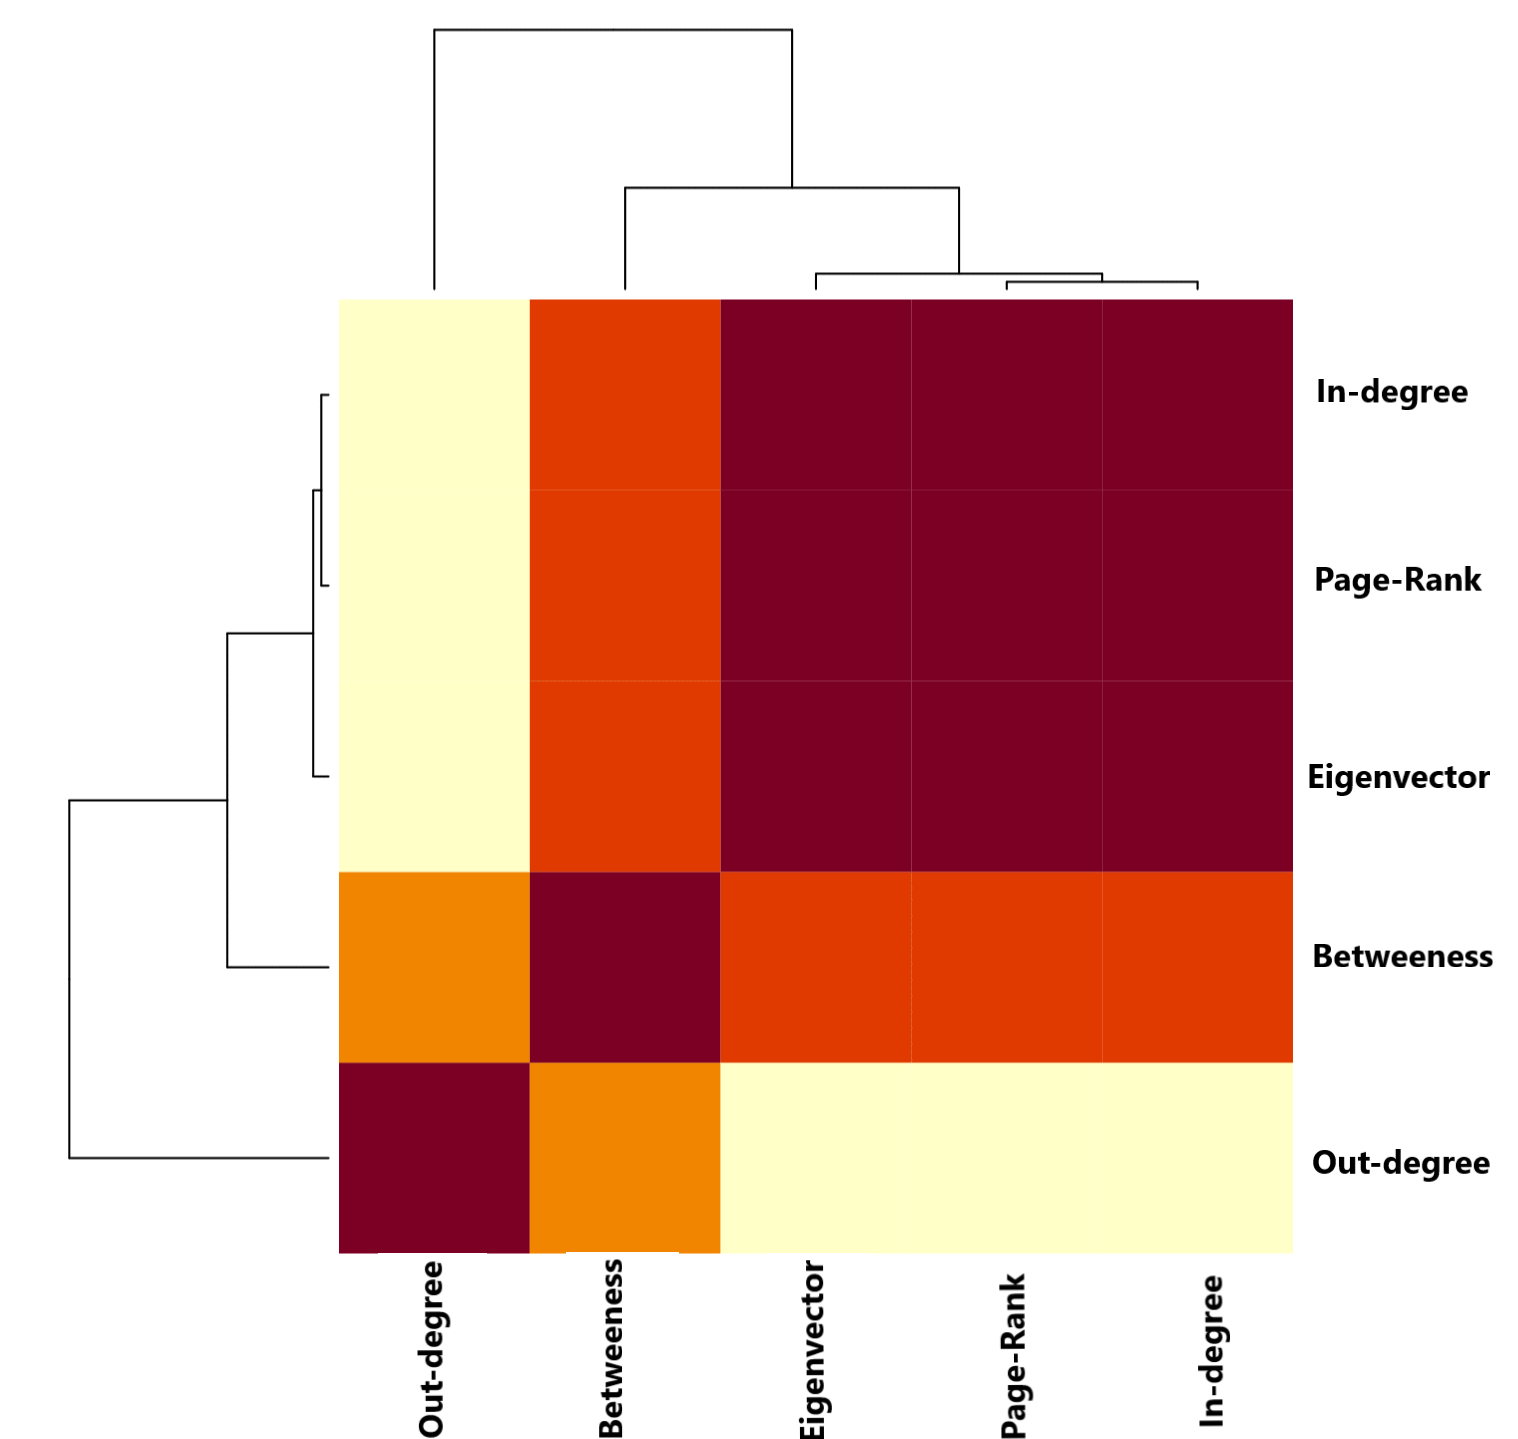 In-degree
Page-Rank
Eigenvector
Betweeness
Out-degree
Out-degree
Betweeness
Eigenvector
Page-Rank
In-degree